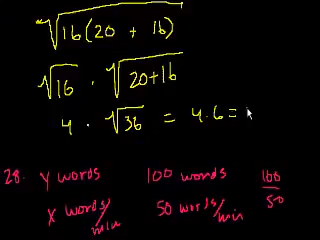 √16(20 + 16)
√16 · √20+16
4 · √36 = 4·6 =
28. Y words 100 words 100/50
X words/min 50 words/min